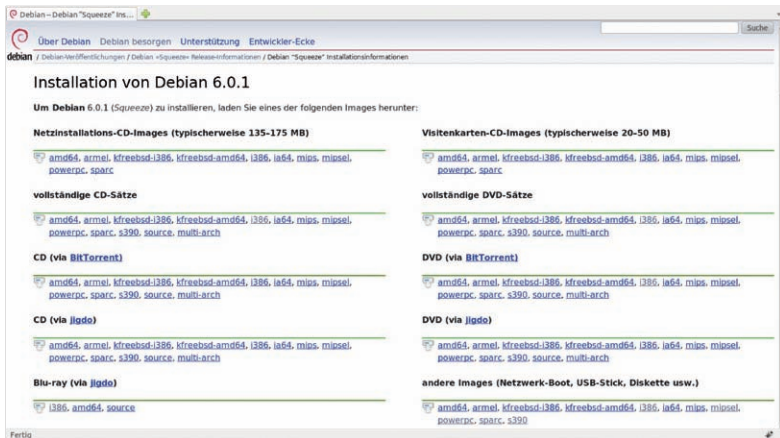 Debian -- Debian "Squeeze" Ins...
Suche
Über Debian Debian besorgen Unterstützung Entwickler-Ecke
debian / Debian-Veröffentlichungen / Debian »Squeeze« Release-Informationen / Debian "Squeeze" Installationsinformationen
Installation von Debian 6.0.1
Um Debian 6.0.1 (Squeeze) zu installieren, laden Sie eines der folgenden Images herunter:
Netzinstallations-CD-Images (typischerweise 135–175 MB)
amd64, armel, kfreebsd-i386, kfreebsd-amd64, i386, ia64, mips, mipsel,
powerpc, sparc
vollständige CD-Sätze
amd64, armel, kfreebsd-i386, kfreebsd-amd64, i386, ia64, mips, mipsel,
powerpc, sparc, s390, source, multi-arch
CD (via BitTorrent)
amd64, armel, kfreebsd-i386, kfreebsd-amd64, i386, ia64, mips, mipsel,
powerpc, sparc, s390, source, multi-arch
CD (via jigdo)
amd64, armel, kfreebsd-i386, kfreebsd-amd64, i386, ia64, mips, mipsel,
powerpc, sparc, s390, source, multi-arch
Blu-ray (via jigdo)
i386, amd64, source
Visitenkarten-CD-Images (typischerweise 20–50 MB)
amd64, armel, kfreebsd-i386, kfreebsd-amd64, i386, ia64, mips, mipsel,
powerpc, sparc
vollständige DVD-Sätze
amd64, armel, kfreebsd-i386, kfreebsd-amd64, i386, ia64, mips, mipsel,
powerpc, sparc, s390, source, multi-arch
DVD (via BitTorrent)
amd64, armel, kfreebsd-i386, kfreebsd-amd64, i386, ia64, mips, mipsel,
powerpc, sparc, s390, source, multi-arch
DVD (via jigdo)
amd64, armel, kfreebsd-i386, kfreebsd-amd64, i386, ia64, mips, mipsel,
powerpc, sparc, s390, source, multi-arch
andere Images (Netzwerk-Boot, USB-Stick, Diskette usw.)
amd64, armel, kfreebsd-i386, kfreebsd-amd64, i386, ia64, mips, mipsel,
powerpc, sparc, s390
Fertig